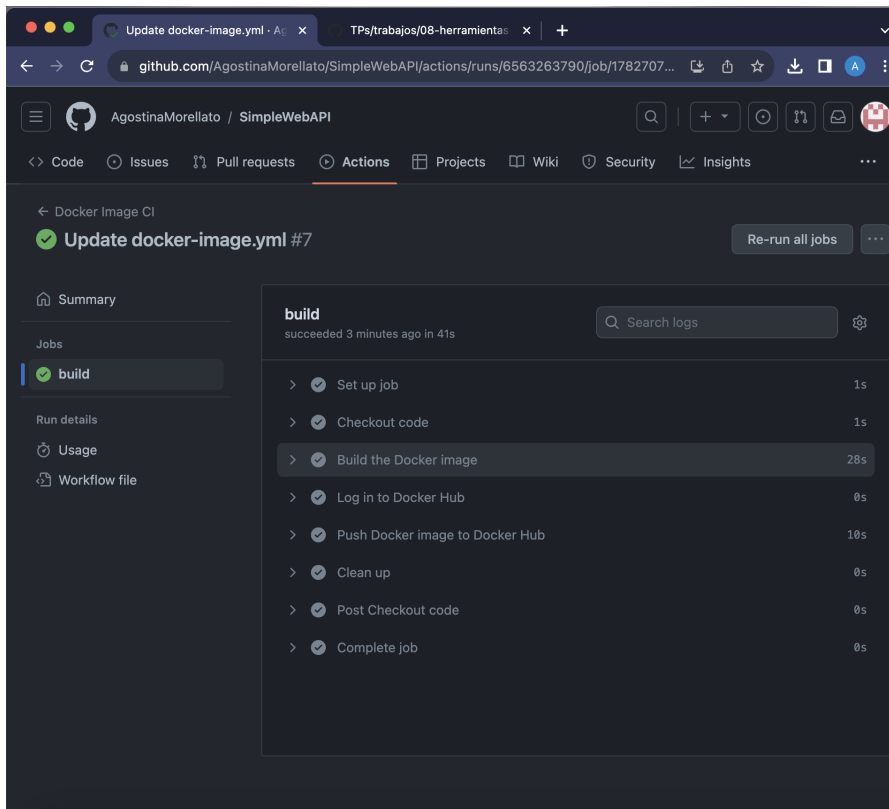 Update docker-image.yml · Ag
TPs/trabajos/08-herramientas
github.com/AgostinaMorellato/SimpleWebAPI/actions/runs/6563263790/job/1782707...
A
AgostinaMorellato / SimpleWebAPI
Code Issues Pull requests Actions Projects Wiki Security Insights
Docker Image CI
Update docker-image.yml #7
Re-run all jobs
Summary
Jobs
build
Run details
Usage
Workflow file
build
succeeded 3 minutes ago in 41s
Search logs
Set up job 1s
Checkout code 1s
Build the Docker image 28s
Log in to Docker Hub 0s
Push Docker image to Docker Hub 10s
Clean up 0s
Post Checkout code 0s
Complete job 0s